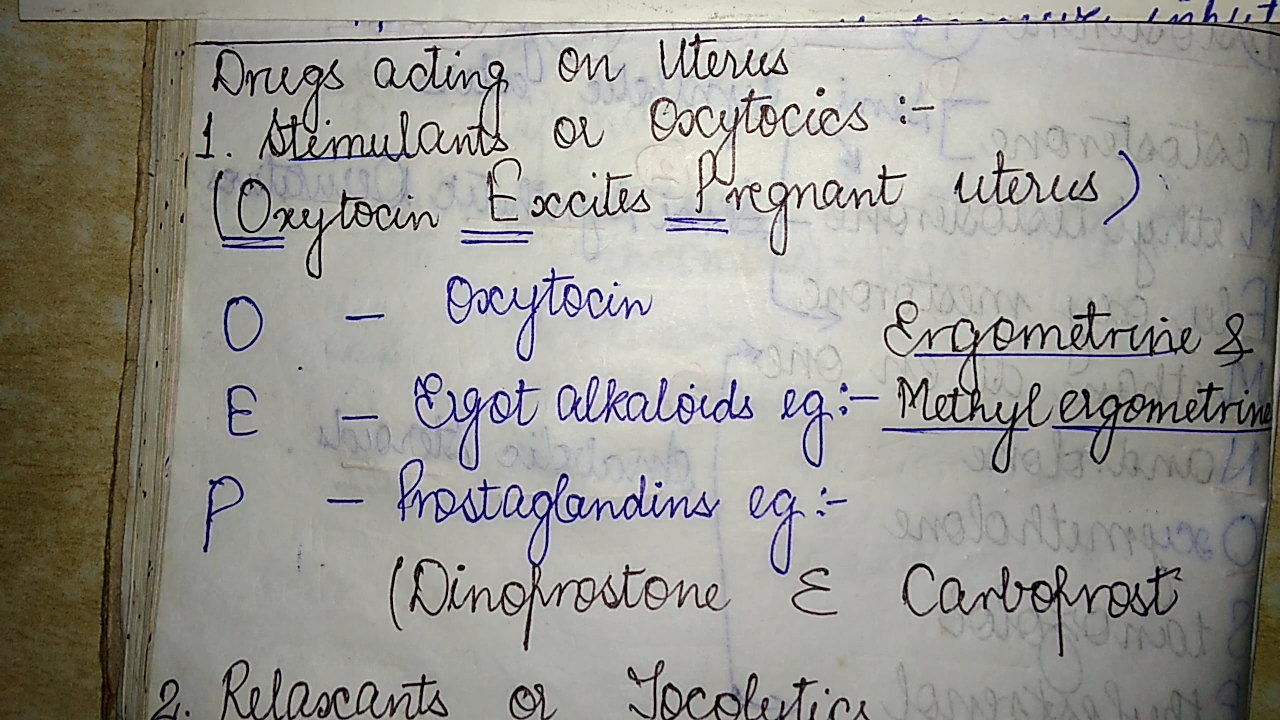 Drugs acting on Uterus
1. Stimulants or Oxytocics :-
(Oxytocin Excites Pregnant uterus)
O - Oxytocin
Ergometrine &
E - Ergot alkaloids eg:- Methyl ergometrine
P - Prostaglandins eg:-
(Dinoprostone & Carboprost
2. Relaxants or Tocolytics